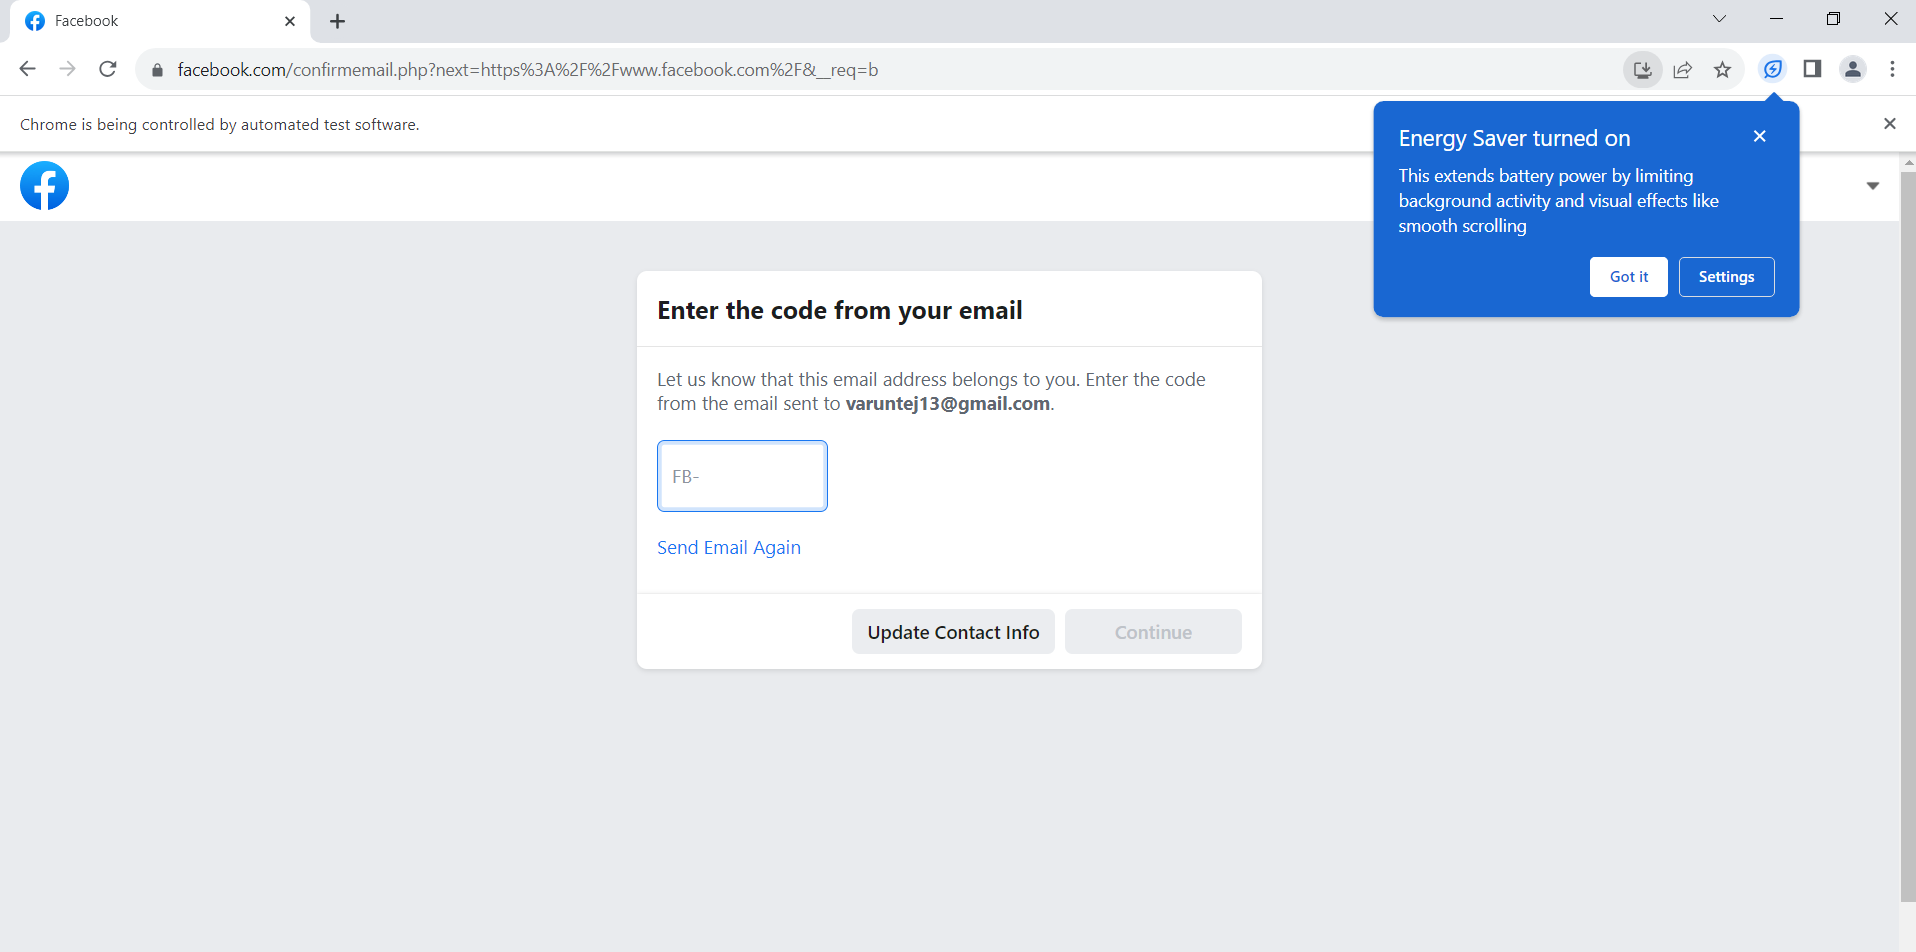 Facebook
facebook.com/confirmemail.php?next=https%3A%2F%2Fwww.facebook.com%2F&__req=b
Chrome is being controlled by automated test software.
Energy Saver turned on
This extends battery power by limiting
background activity and visual effects like
smooth scrolling
Got it
Settings
Enter the code from your email
Let us know that this email address belongs to you. Enter the code
from the email sent to varuntej13@gmail.com.
FB-
Send Email Again
Update Contact Info
Continue